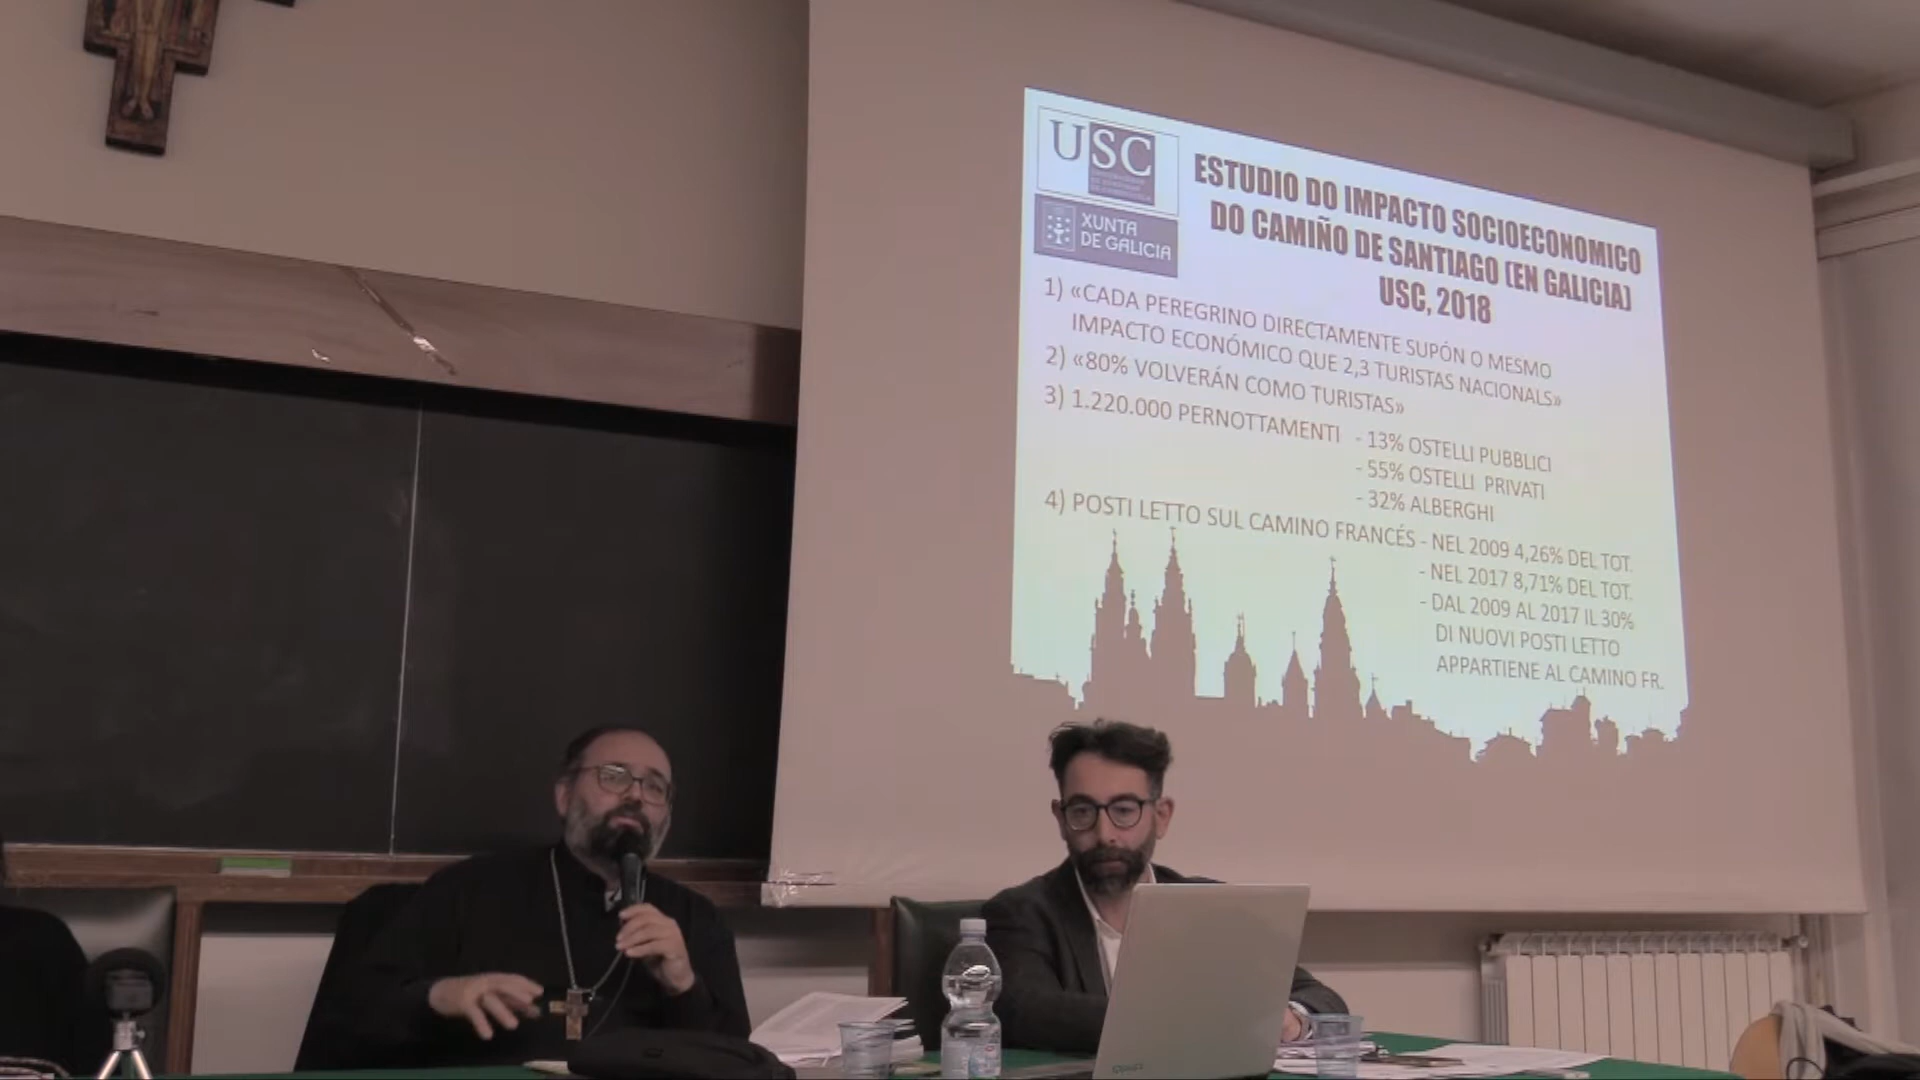 USC
XUNTA
DE GALICIA
ESTUDIO DO IMPACTO SOCIOECONOMICO
DO CAMIÑO DE SANTIAGO (EN GALICIA)
USC, 2018
1) «CADA PEREGRINO DIRECTAMENTE SUPÓN O MESMO
IMPACTO ECONÓMICO QUE 2,3 TURISTAS NACIONALS»
2) «80% VOLVERÁN COMO TURISTAS»
3) 1.220.000 PERNOTTAMENTI - 13% OSTELLI PUBBLICI
- 55% OSTELLI PRIVATI
- 32% ALBERGHI
4) POSTI LETTO SUL CAMINO FRANCÉS - NEL 2009 4,26% DEL TOT.
- NEL 2017 8,71% DEL TOT.
- DAL 2009 AL 2017 IL 30%
DI NUOVI POSTI LETTO
APPARTIENE AL CAMINO FR.